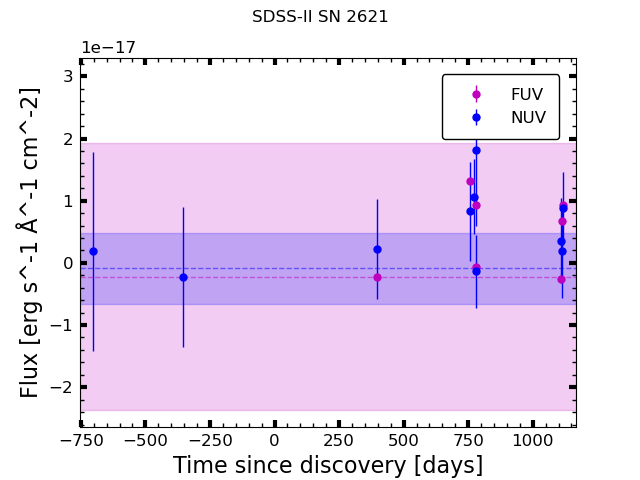 SDSS-II SN 2621
1e−17
FUV
NUV
3
2
1
0
−1
−2
Flux [erg s^-1 Å^-1 cm^-2]
−750 −500 −250 0 250 500 750 1000
Time since discovery [days]